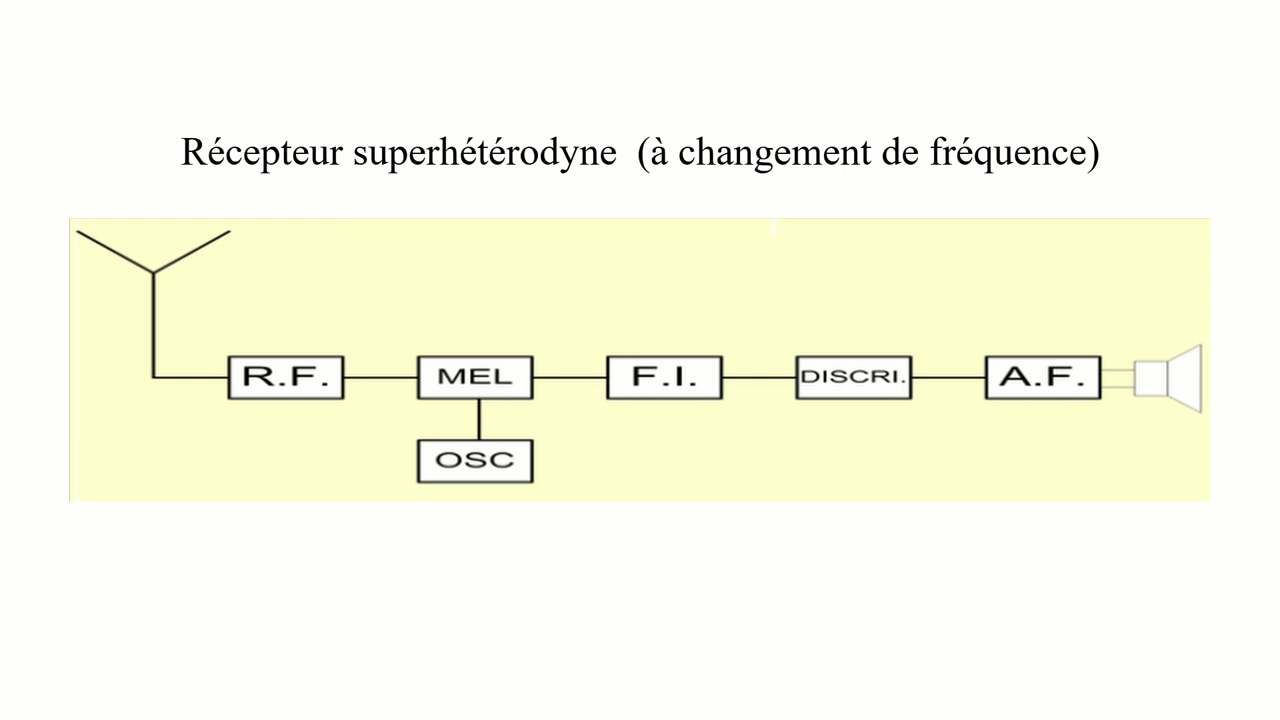 Récepteur superhétérodyne (à changement de fréquence)
R.F. MEL F.I. DISCRI. A.F.
OSC